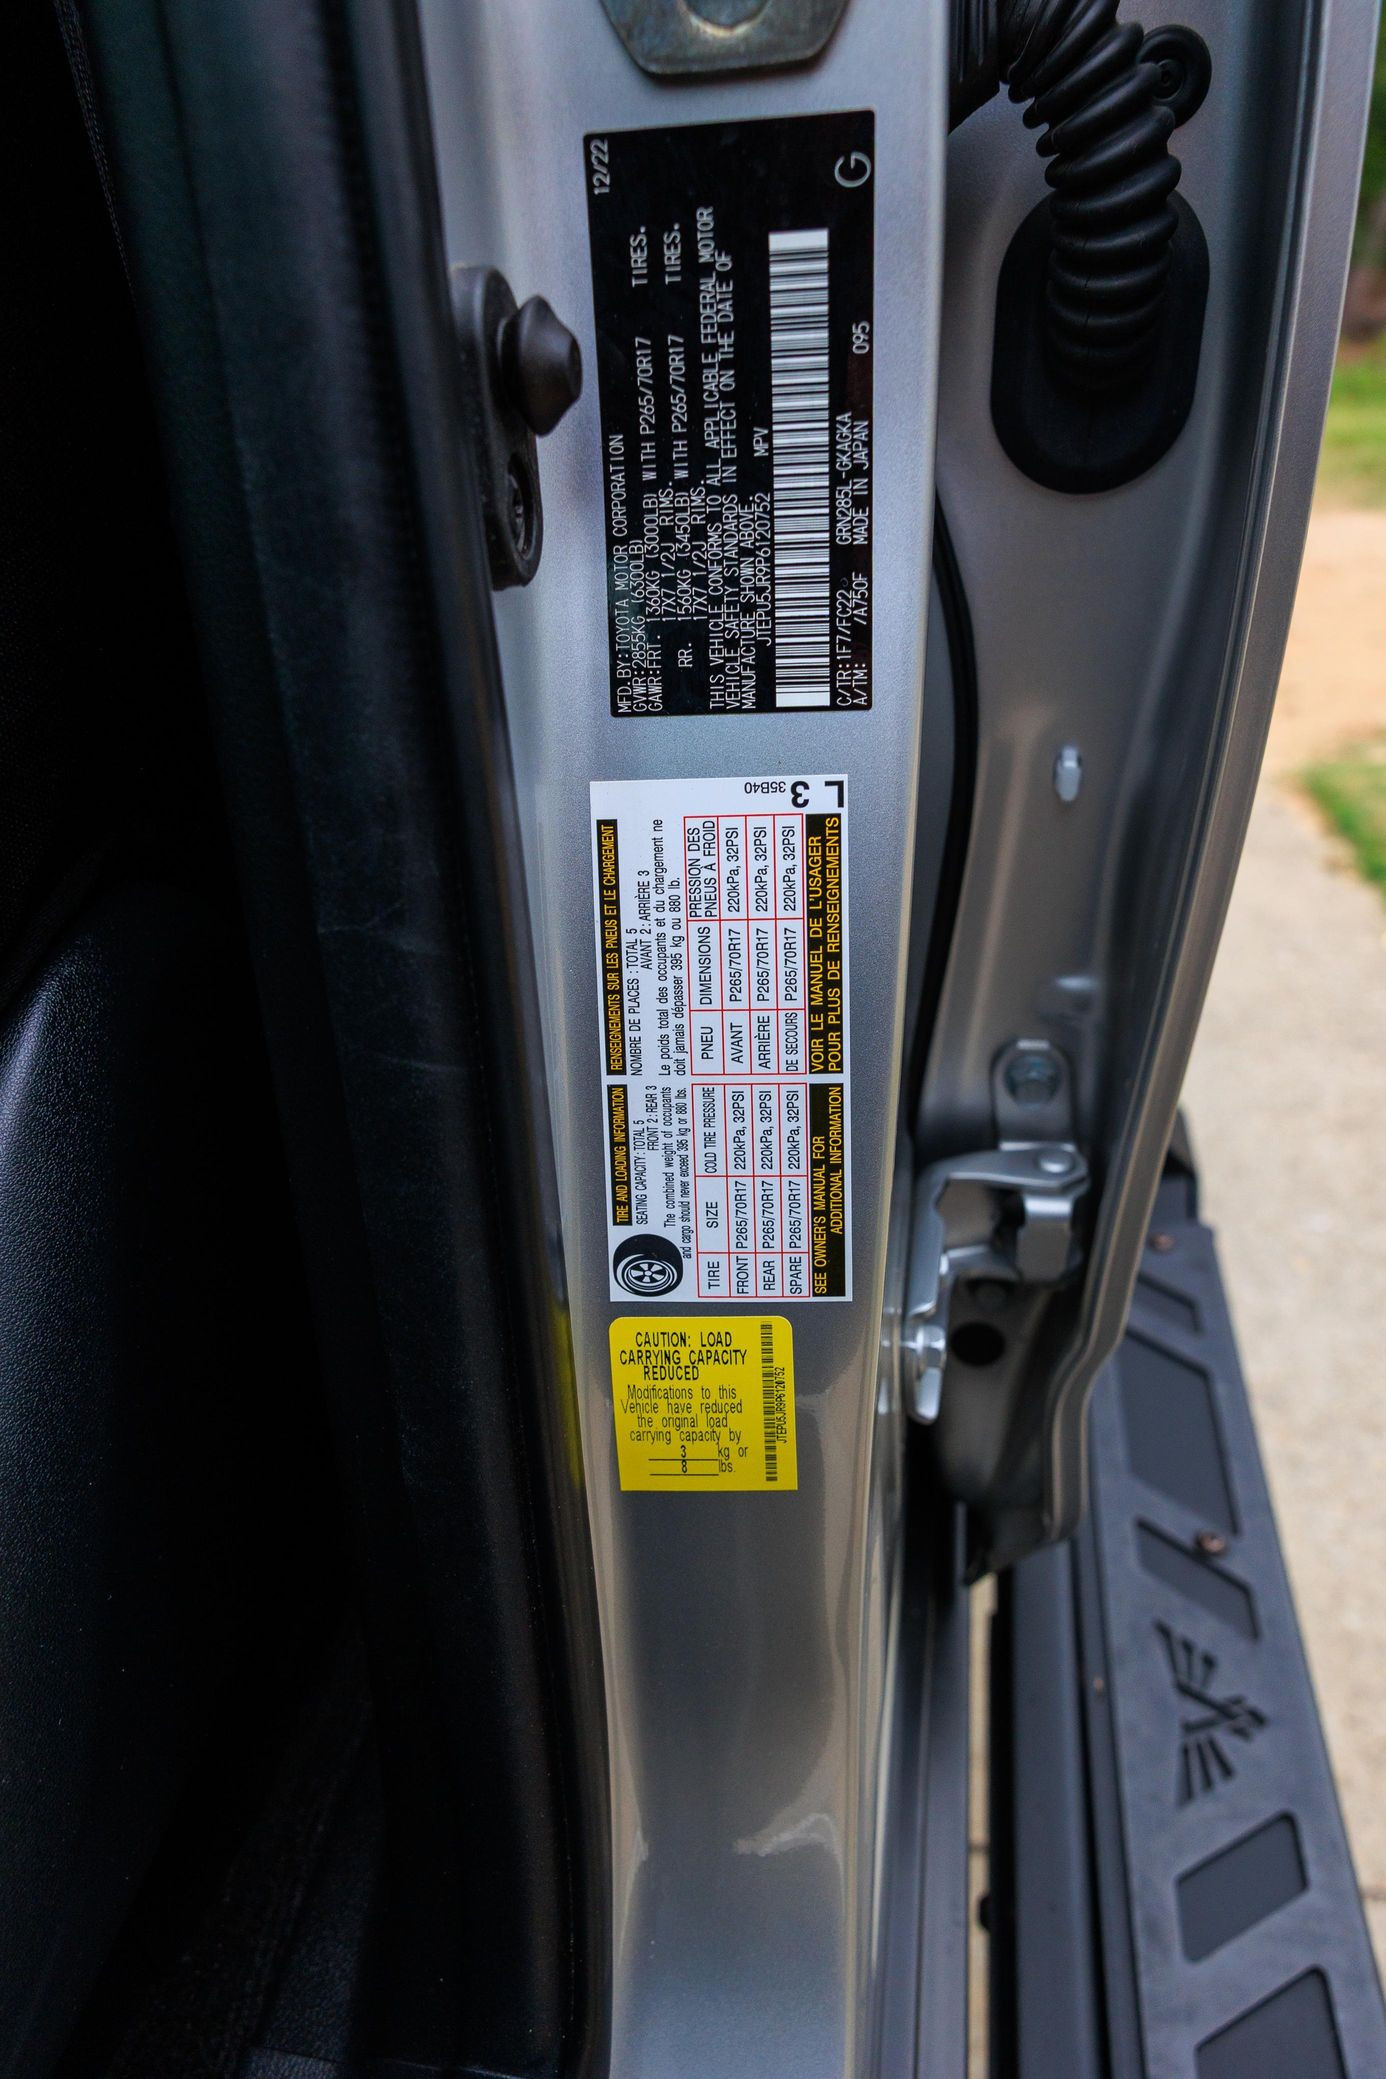 12/22
MFD.BY:TOYOTA MOTOR CORPORATION
GVWR:2855KG (6300LB)
GAWR:FRT. 1360KG (3000LB) WITH P265/70R17 TIRES.
17X7 1/2J RIMS.
RR. 1560KG (3450LB) WITH P265/70R17 TIRES.
17X7 1/2J RIMS.
THIS VEHICLE CONFORMS TO ALL APPLICABLE FEDERAL MOTOR
VEHICLE SAFETY STANDARDS IN EFFECT ON THE DATE OF
MANUFACTURE SHOWN ABOVE.
JTEPU5JR9P6120752 MPV
C/TR:1F7/FC22 GRN285L-GKAGKA 095 G
A/TM: /A750F MADE IN JAPAN
TIRE AND LOADING INFORMATION
SEATING CAPACITY : TOTAL 5
FRONT 2 : REAR 3
The combined weight of occupants
and cargo should never exceed 395 kg or 880 lbs.
TIRE SIZE COLD TIRE PRESSURE
FRONT P265/70R17 220kPa, 32PSI
REAR P265/70R17 220kPa, 32PSI
SPARE P265/70R17 220kPa, 32PSI
SEE OWNER'S MANUAL FOR
ADDITIONAL INFORMATION
RENSEIGNEMENTS SUR LES PNEUS ET LE CHARGEMENT
NOMBRE DE PLACES : TOTAL 5
AVANT 2 : ARRIÈRE 3
Le poids total des occupants et du chargement ne
doit jamais dépasser 395 kg ou 880 lb.
PNEU DIMENSIONS PRESSION DES
PNEUS À FROID
AVANT P265/70R17 220kPa, 32PSI
ARRIÈRE P265/70R17 220kPa, 32PSI
DE SECOURS P265/70R17 220kPa, 32PSI
VOIR LE MANUEL DE L'USAGER
POUR PLUS DE RENSEIGNEMENTS
35B40
L3
CAUTION: LOAD
CARRYING CAPACITY
REDUCED
Modifications to this
Vehicle have reduced
the original load
carrying capacity by
3 kg or
8 lbs.
JTEPU5JR9P6120752